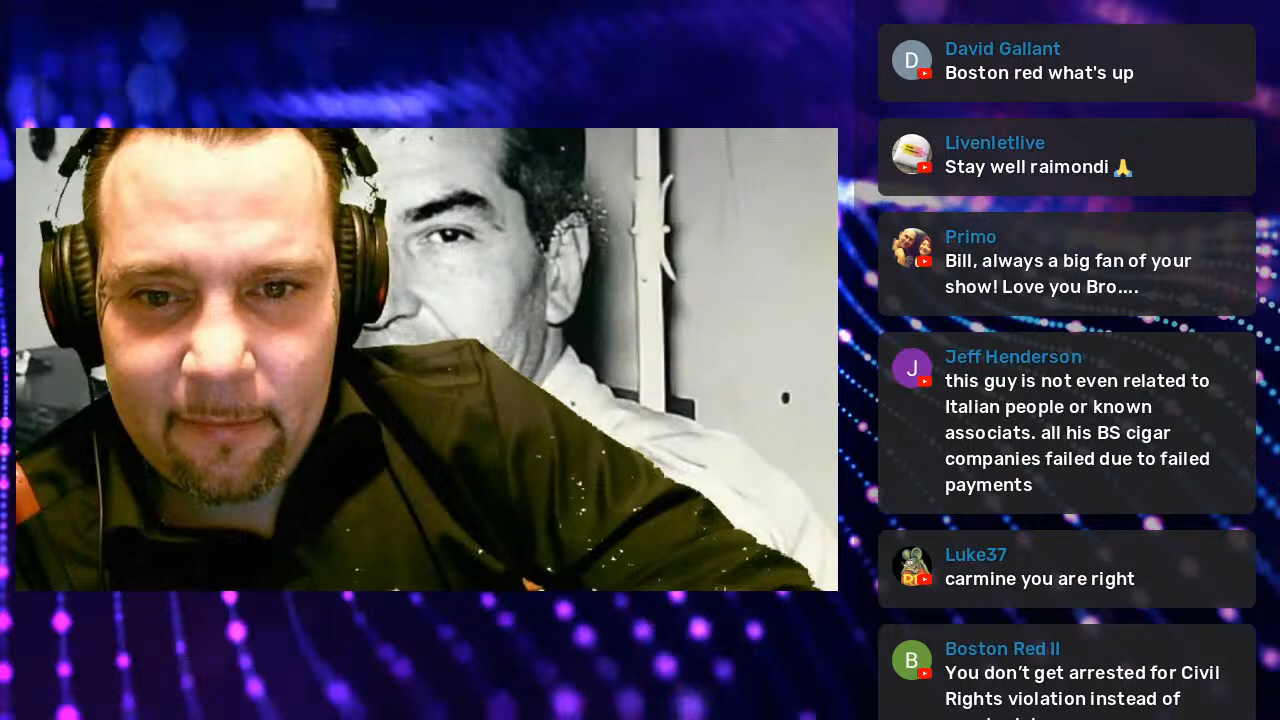 David Gallant
Boston red what's up
Livenletlive
Stay well raimondi 🙏
Primo
Bill, always a big fan of your
show! Love you Bro....
J
Jeff Henderson
this guy is not even related to
Italian people or known
associats. all his BS cigar
companies failed due to failed
payments
Luke37
carmine you are right
B
Boston Red II
You don’t get arrested for Civil
Rights violation instead of